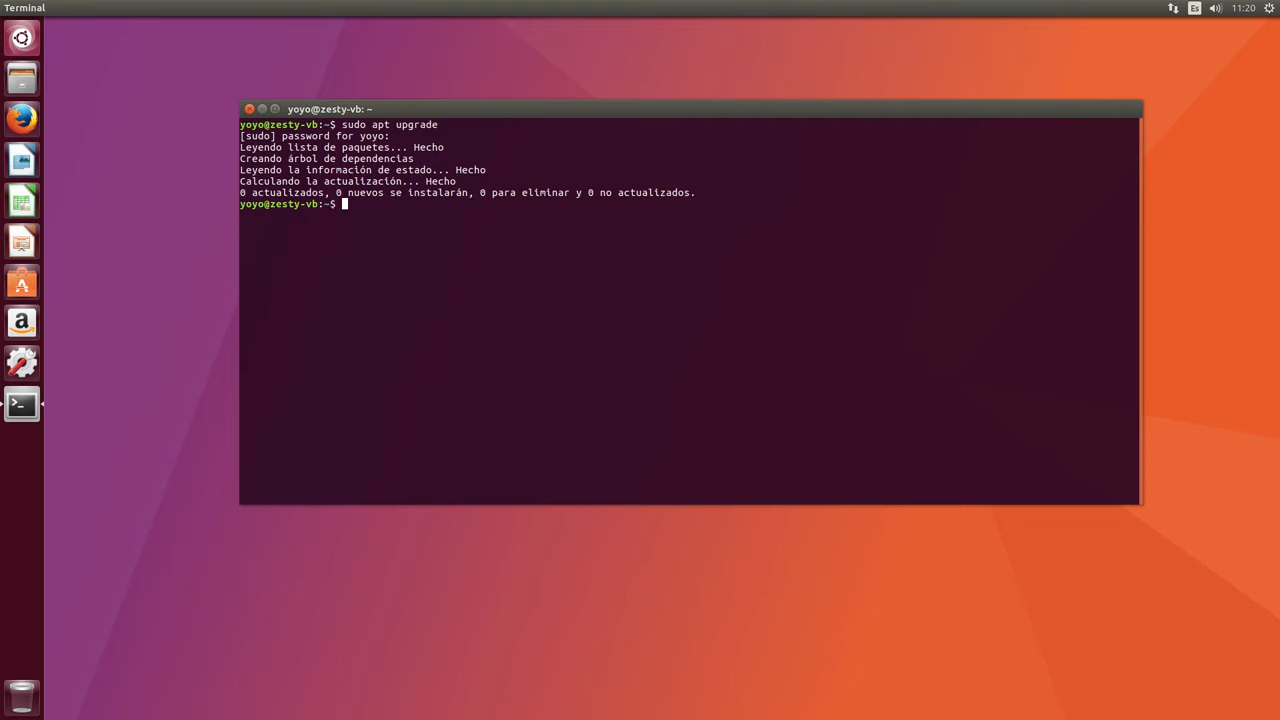 Terminal
Es
11:20
yoyo@zesty-vb: ~
yoyo@zesty-vb:~$ sudo apt upgrade
[sudo] password for yoyo:
Leyendo lista de paquetes... Hecho
Creando árbol de dependencias
Leyendo la información de estado... Hecho
Calculando la actualización... Hecho
0 actualizados, 0 nuevos se instalarán, 0 para eliminar y 0 no actualizados.
yoyo@zesty-vb:~$